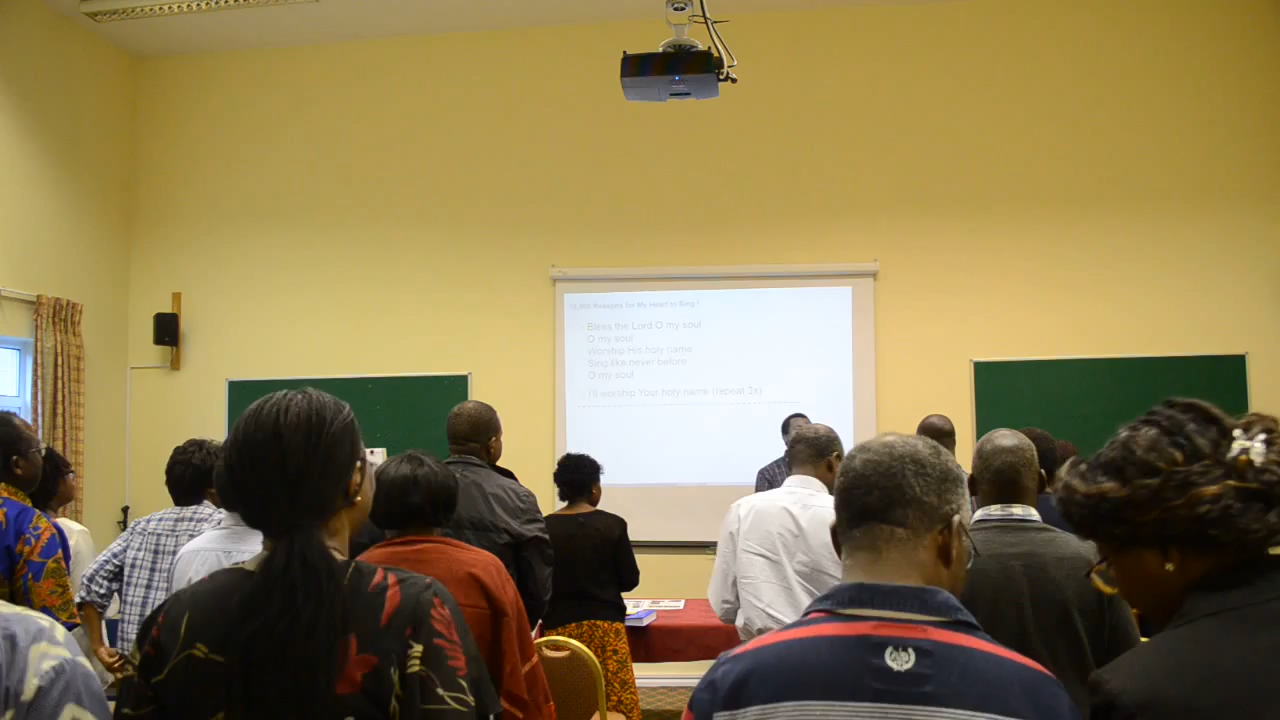 10,000 Reasons for My Heart to Sing !
Bless the Lord O my soul
O my soul
Worship His holy name
Sing like never before
O my soul
I'll worship Your holy name (repeat 2x)